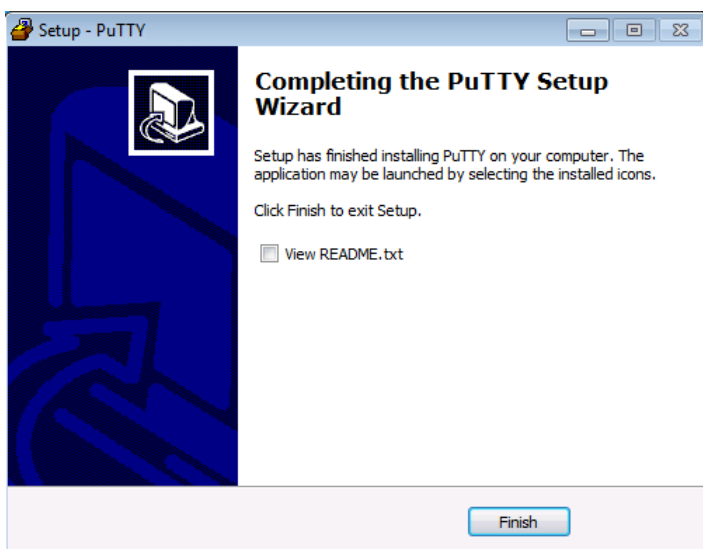 Setup - PuTTY
Completing the PuTTY Setup
Wizard
Setup has finished installing PuTTY on your computer. The
application may be launched by selecting the installed icons.
Click Finish to exit Setup.
View README.txt
Finish